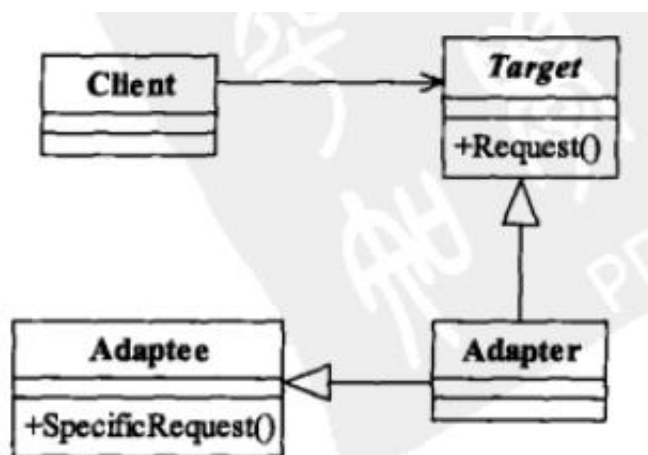 Client
Target
+Request()
Adaptee
Adapter
+SpecificRequest()